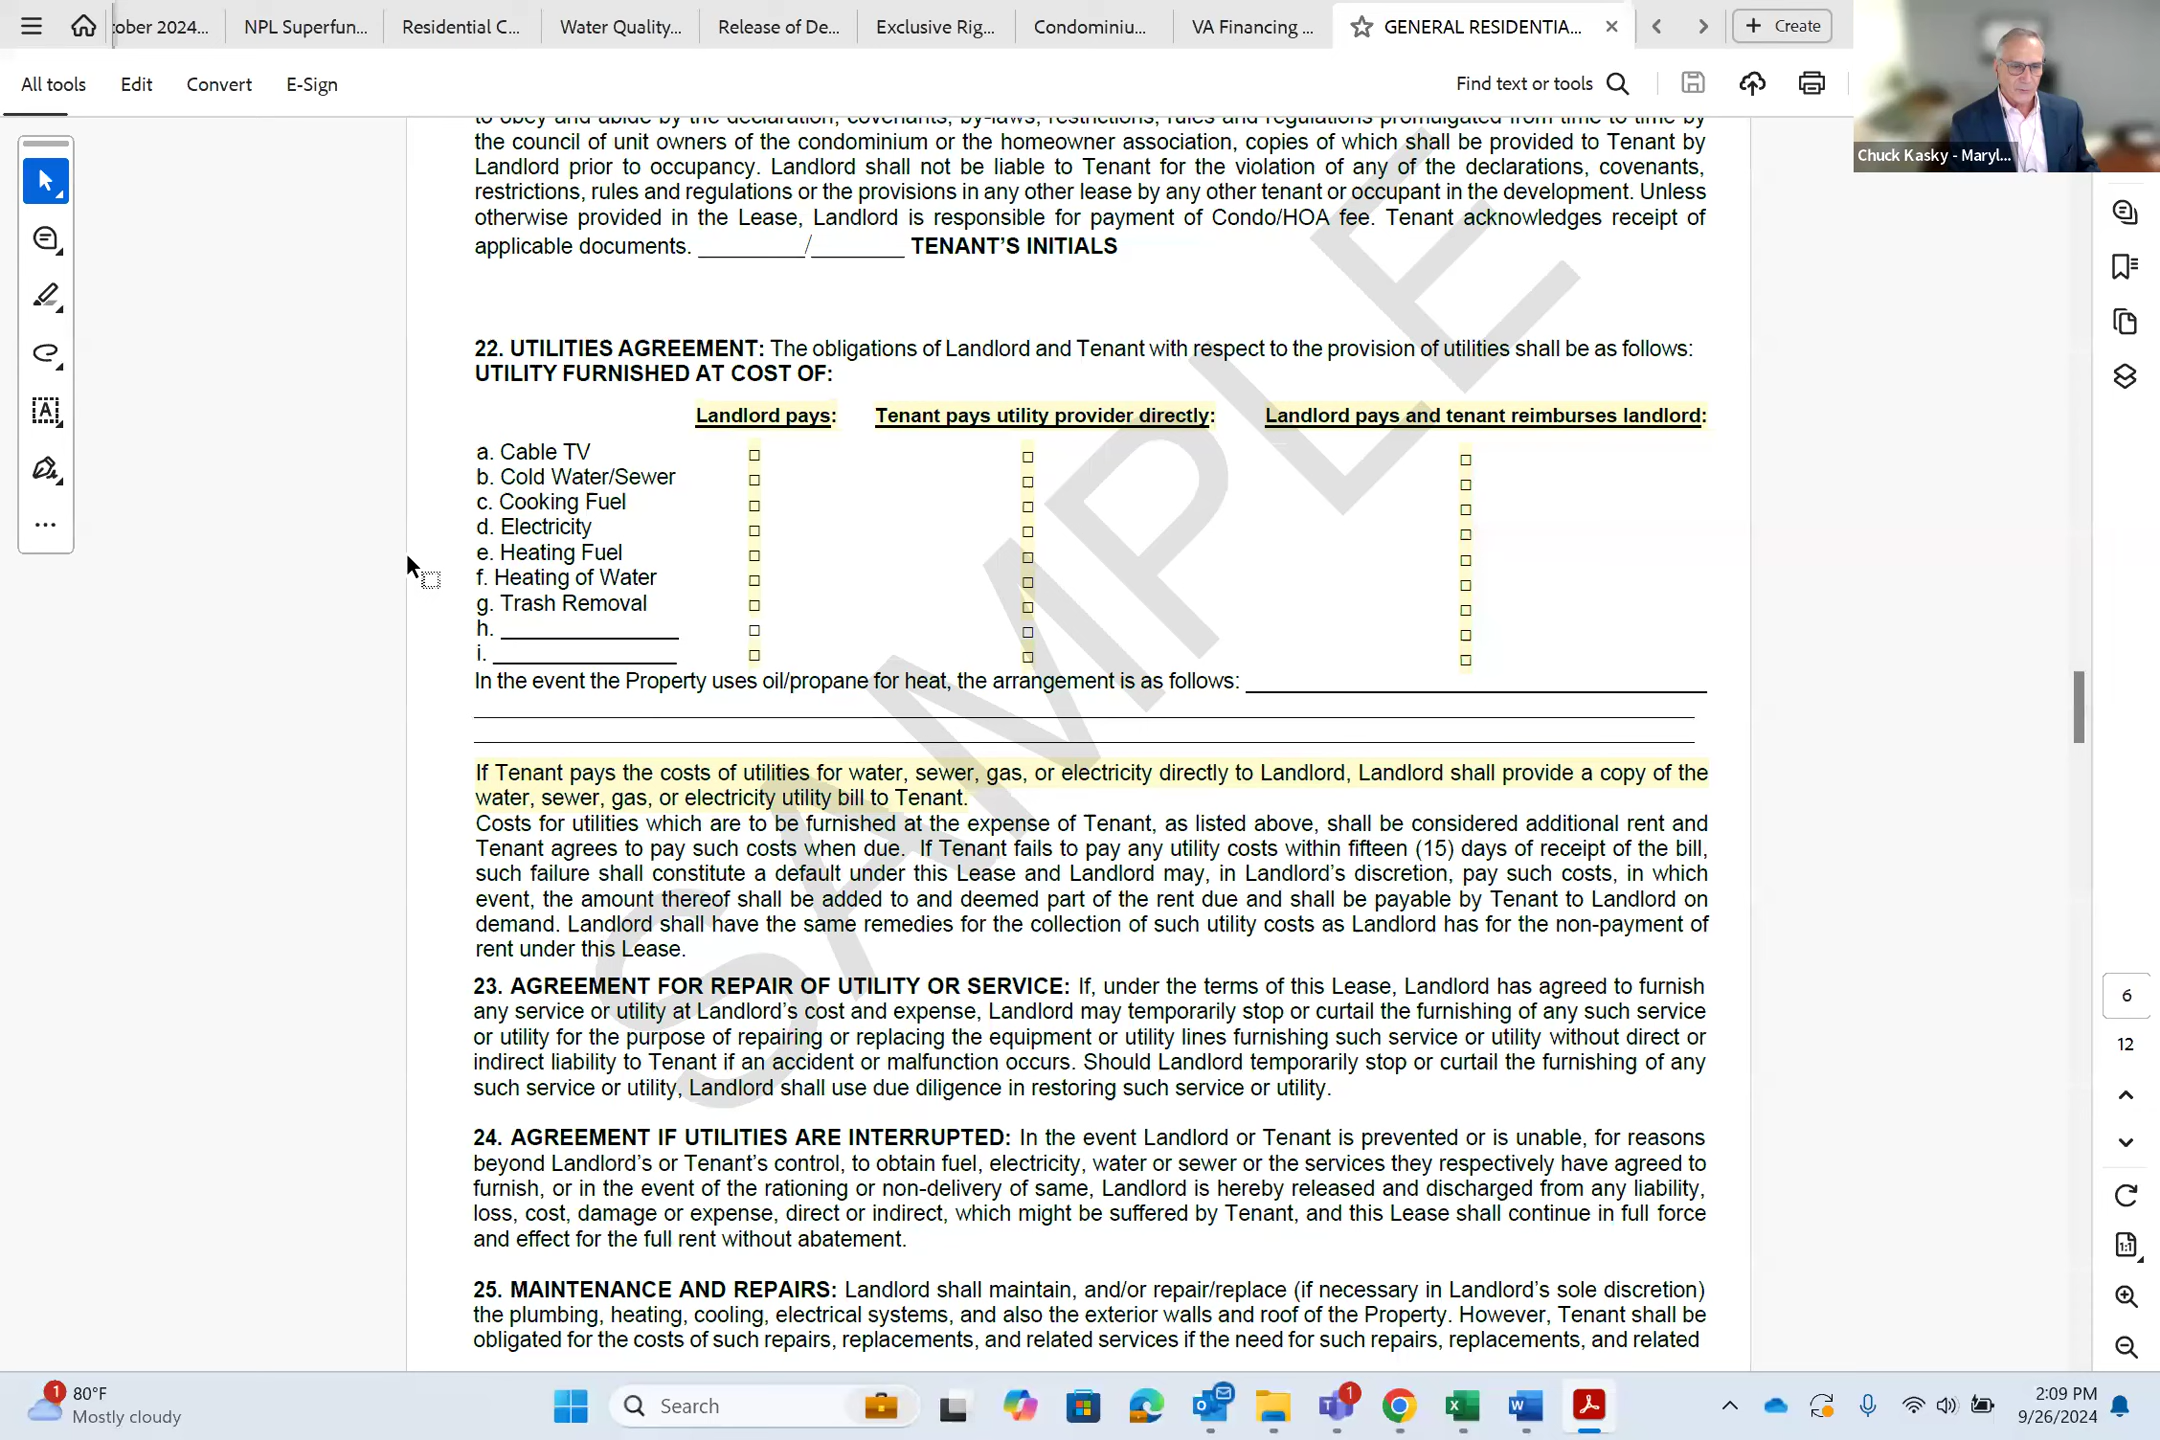 ober 2024...
NPL Superfun...
Residential C...
Water Quality...
Release of De...
Exclusive Rig...
Condominiu...
VA Financing ...
GENERAL RESIDENTIA...
Create
All tools
Edit
Convert
E-Sign
Find text or tools
Chuck Kasky - Maryl...
to obey and abide by the declaration, covenants, by-laws, restrictions, rules and regulations promulgated from time to time by
the council of unit owners of the condominium or the homeowner association, copies of which shall be provided to Tenant by
Landlord prior to occupancy. Landlord shall not be liable to Tenant for the violation of any of the declarations, covenants,
restrictions, rules and regulations or the provisions in any other lease by any other tenant or occupant in the development. Unless
otherwise provided in the Lease, Landlord is responsible for payment of Condo/HOA fee. Tenant acknowledges receipt of
applicable documents. _________/________ TENANT'S INITIALS
22. UTILITIES AGREEMENT: The obligations of Landlord and Tenant with respect to the provision of utilities shall be as follows:
UTILITY FURNISHED AT COST OF:
Landlord pays: Tenant pays utility provider directly: Landlord pays and tenant reimburses landlord:
a. Cable TV
b. Cold Water/Sewer
c. Cooking Fuel
d. Electricity
e. Heating Fuel
f. Heating of Water
g. Trash Removal
h. _______________
i. _______________
In the event the Property uses oil/propane for heat, the arrangement is as follows: ______________
If Tenant pays the costs of utilities for water, sewer, gas, or electricity directly to Landlord, Landlord shall provide a copy of the
water, sewer, gas, or electricity utility bill to Tenant.
Costs for utilities which are to be furnished at the expense of Tenant, as listed above, shall be considered additional rent and
Tenant agrees to pay such costs when due. If Tenant fails to pay any utility costs within fifteen (15) days of receipt of the bill,
such failure shall constitute a default under this Lease and Landlord may, in Landlord's discretion, pay such costs, in which
event, the amount thereof shall be added to and deemed part of the rent due and shall be payable by Tenant to Landlord on
demand. Landlord shall have the same remedies for the collection of such utility costs as Landlord has for the non-payment of
rent under this Lease.
23. AGREEMENT FOR REPAIR OF UTILITY OR SERVICE: If, under the terms of this Lease, Landlord has agreed to furnish
any service or utility at Landlord's cost and expense, Landlord may temporarily stop or curtail the furnishing of any such service
or utility for the purpose of repairing or replacing the equipment or utility lines furnishing such service or utility without direct or
indirect liability to Tenant if an accident or malfunction occurs. Should Landlord temporarily stop or curtail the furnishing of any
such service or utility, Landlord shall use due diligence in restoring such service or utility.
24. AGREEMENT IF UTILITIES ARE INTERRUPTED: In the event Landlord or Tenant is prevented or is unable, for reasons
beyond Landlord's or Tenant's control, to obtain fuel, electricity, water or sewer or the services they respectively have agreed to
furnish, or in the event of the rationing or non-delivery of same, Landlord is hereby released and discharged from any liability,
loss, cost, damage or expense, direct or indirect, which might be suffered by Tenant, and this Lease shall continue in full force
and effect for the full rent without abatement.
25. MAINTENANCE AND REPAIRS: Landlord shall maintain, and/or repair/replace (if necessary in Landlord's sole discretion)
the plumbing, heating, cooling, electrical systems, and also the exterior walls and roof of the Property. However, Tenant shall be
obligated for the costs of such repairs, replacements, and related services if the need for such repairs, replacements, and related
SAMPLE
6
12
1:1
1
80°F
Mostly cloudy
Search
1
2:09 PM
9/26/2024